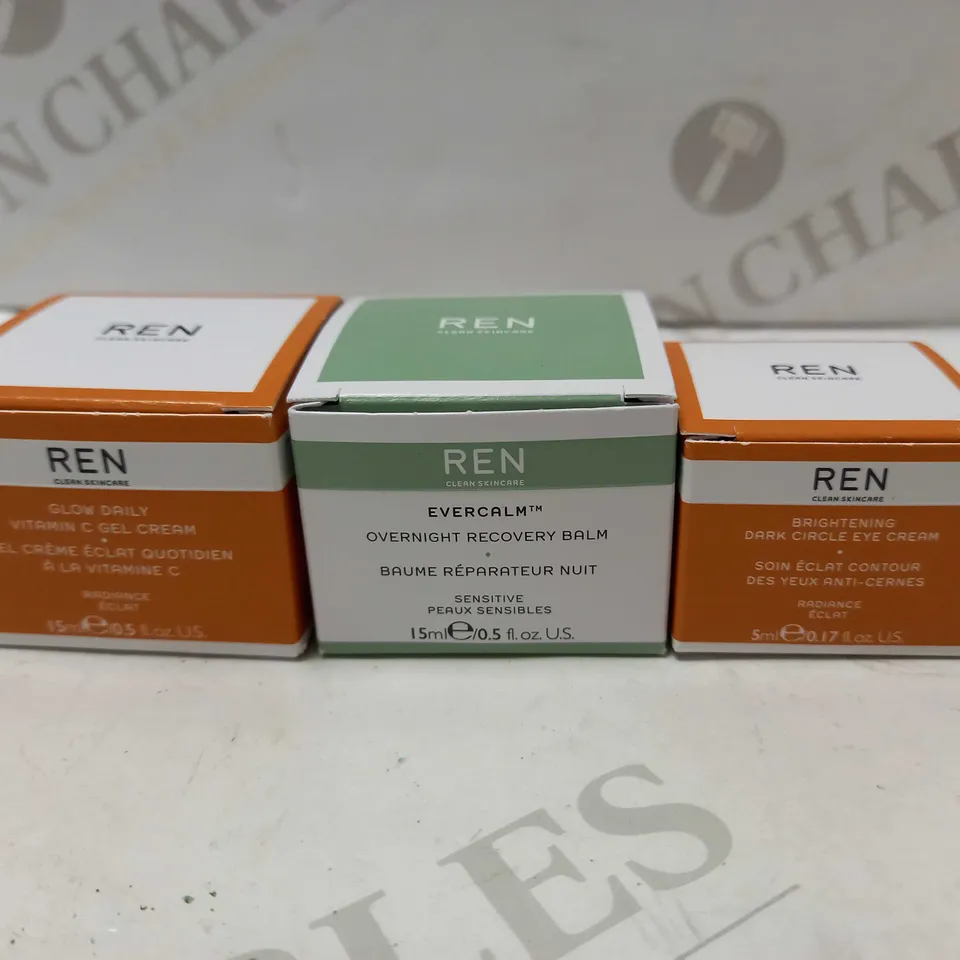 REN
CLEAN SKINCARE
REN
CLEAN SKINCARE
GLOW DAILY
VITAMIN C GEL CREAM
•
EL CRÈME ÉCLAT QUOTIDIEN
À LA VITAMINE C
RADIANCE
ÉCLAT
15ml℮/0.5 fl.oz. U.S.
REN
CLEAN SKINCARE
REN
CLEAN SKINCARE
EVERCALM™
OVERNIGHT RECOVERY BALM
•
BAUME RÉPARATEUR NUIT
SENSITIVE
PEAUX SENSIBLES
15ml℮/0.5 fl.oz. U.S.
REN
CLEAN SKINCARE
REN
CLEAN SKINCARE
BRIGHTENING
DARK CIRCLE EYE CREAM
•
SOIN ÉCLAT CONTOUR
DES YEUX ANTI-CERNES
RADIANCE
ÉCLAT
5ml℮0.17 fl.oz. U.S.